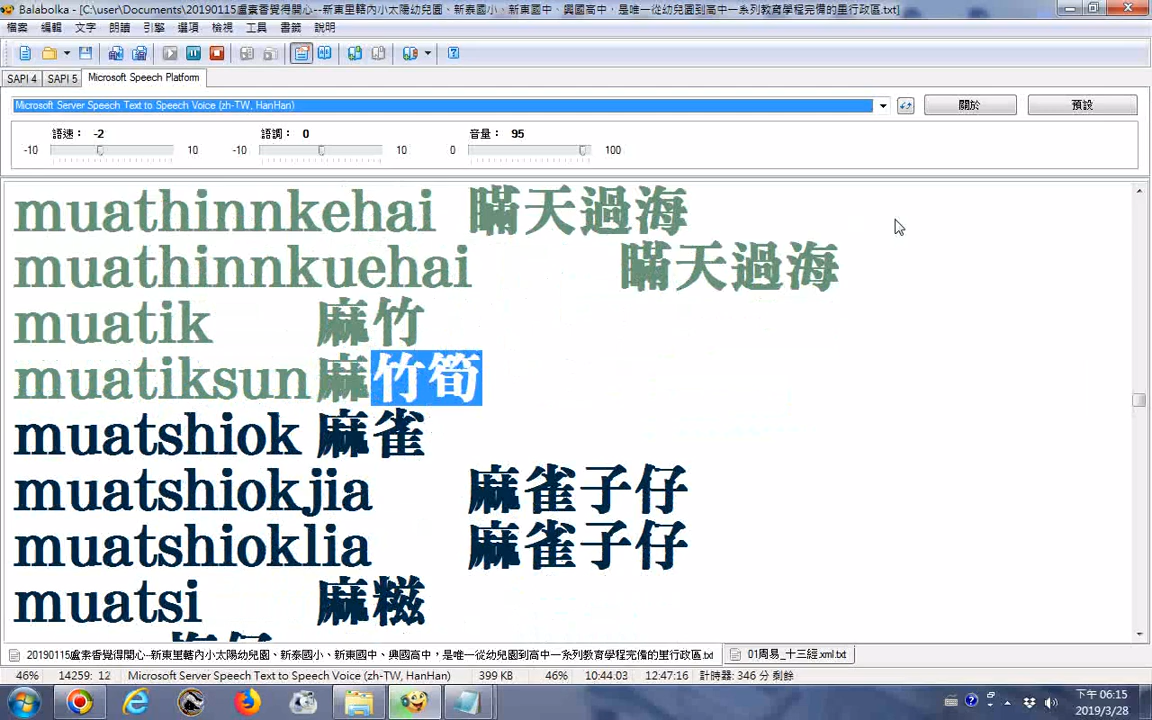 Balabolka - [C:\user\Documents\20190115盧素香覺得開心--新東里轄內小太陽幼兒園、新泰國小、新東國中、興國高中，是唯一從幼兒園到高中一系列教育學程完備的里行政區.txt]
檔案 編輯 文字 朗讀 引擎 選項 檢視 工具 書籤 說明
SAPI 4 SAPI 5 Microsoft Speech Platform
Microsoft Server Speech Text to Speech Voice (zh-TW, HanHan) 關於 預設
語速： -2 語調： 0 音量： 95
-10 10 -10 10 0 100
muathinnkehai 瞞天過海
muathinnkuehai 瞞天過海
muatik 麻竹
muatiksun 麻竹筍
muatshiok 麻雀
muatshiokjia 麻雀子仔
muatshioklia 麻雀子仔
muatsi 麻糍
20190115盧素香覺得開心--新東里轄內小太陽幼兒園、新泰國小、新東國中、興國高中，是唯一從幼兒園到高中一系列教育學程完備的里行政區.txt 01周易_十三經.xml.txt
46% 14259: 12 Microsoft Server Speech Text to Speech Voice (zh-TW, HanHan) 399 KB 46% 10:44:03 12:47:16 計時器: 346 分 剩餘
下午 06:15
2019/3/28